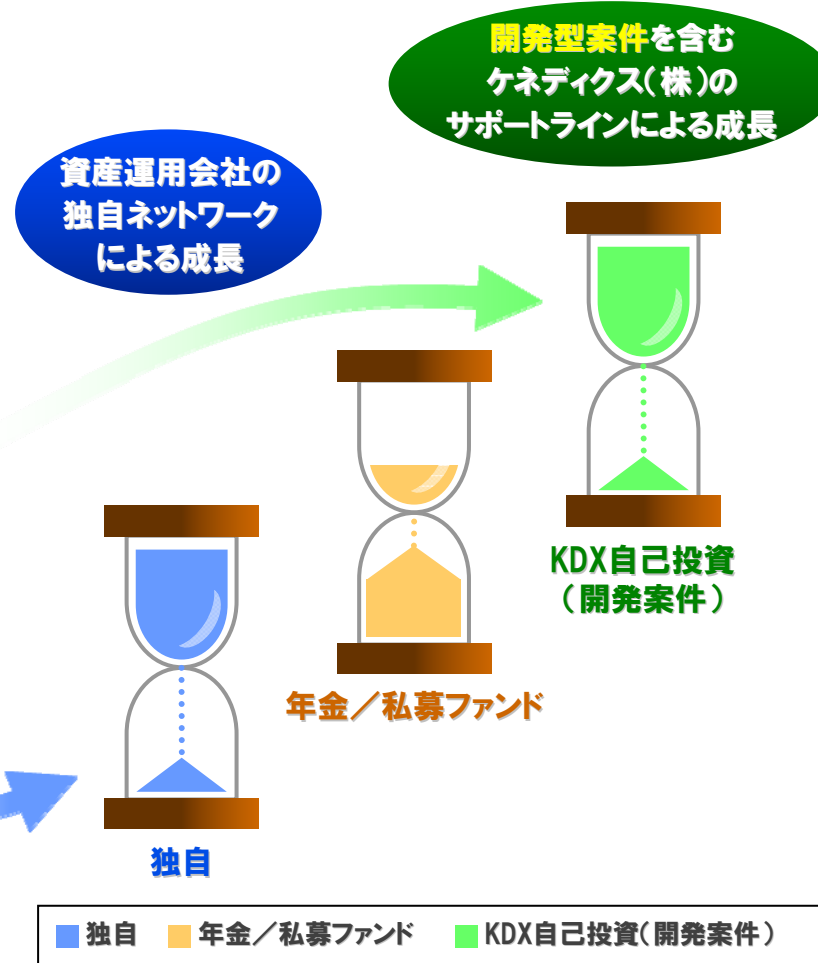 開発型案件を含む
ケネディクス(株)の
サポートラインによる成長
資産運用会社の
独自ネットワーク
による成長
KDX自己投資
(開発案件)
年金／私募ファンド
独自
独自 年金／私募ファンド KDX自己投資(開発案件)